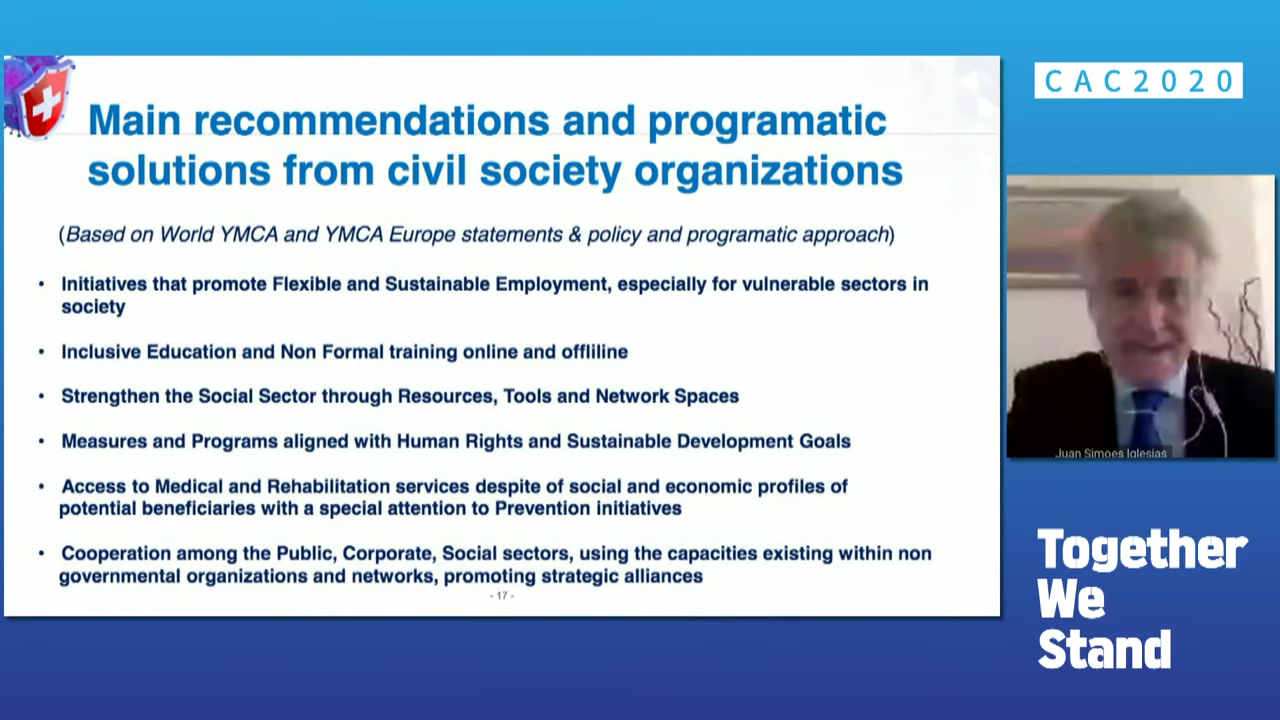 Main recommendations and programatic
solutions from civil society organizations
(Based on World YMCA and YMCA Europe statements & policy and programatic approach)
• Initiatives that promote Flexible and Sustainable Employment, especially for vulnerable sectors in
society
• Inclusive Education and Non Formal training online and offliline
• Strengthen the Social Sector through Resources, Tools and Network Spaces
• Measures and Programs aligned with Human Rights and Sustainable Development Goals
• Access to Medical and Rehabilitation services despite of social and economic profiles of
potential beneficiaries with a special attention to Prevention initiatives
• Cooperation among the Public, Corporate, Social sectors, using the capacities existing within non
governmental organizations and networks, promoting strategic alliances
- 17 -
CAC2020
Juan Simoes Iglesias
Together
We
Stand